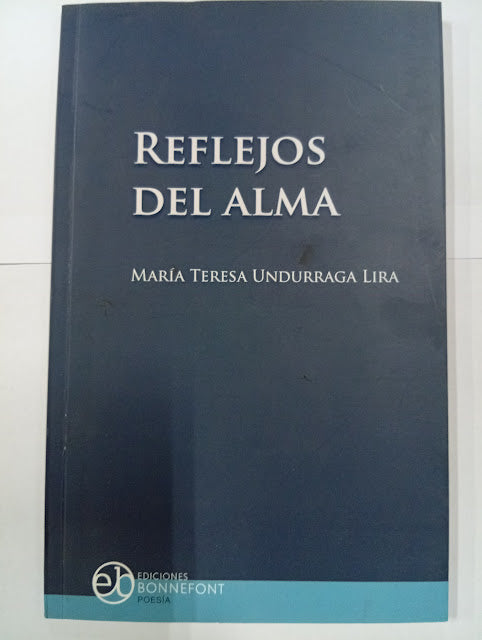 REFLEJOS
DEL ALMA
MARÍA TERESA UNDURRAGA LIRA
eb
EDICIONES
BONNEFONT
POESÍA